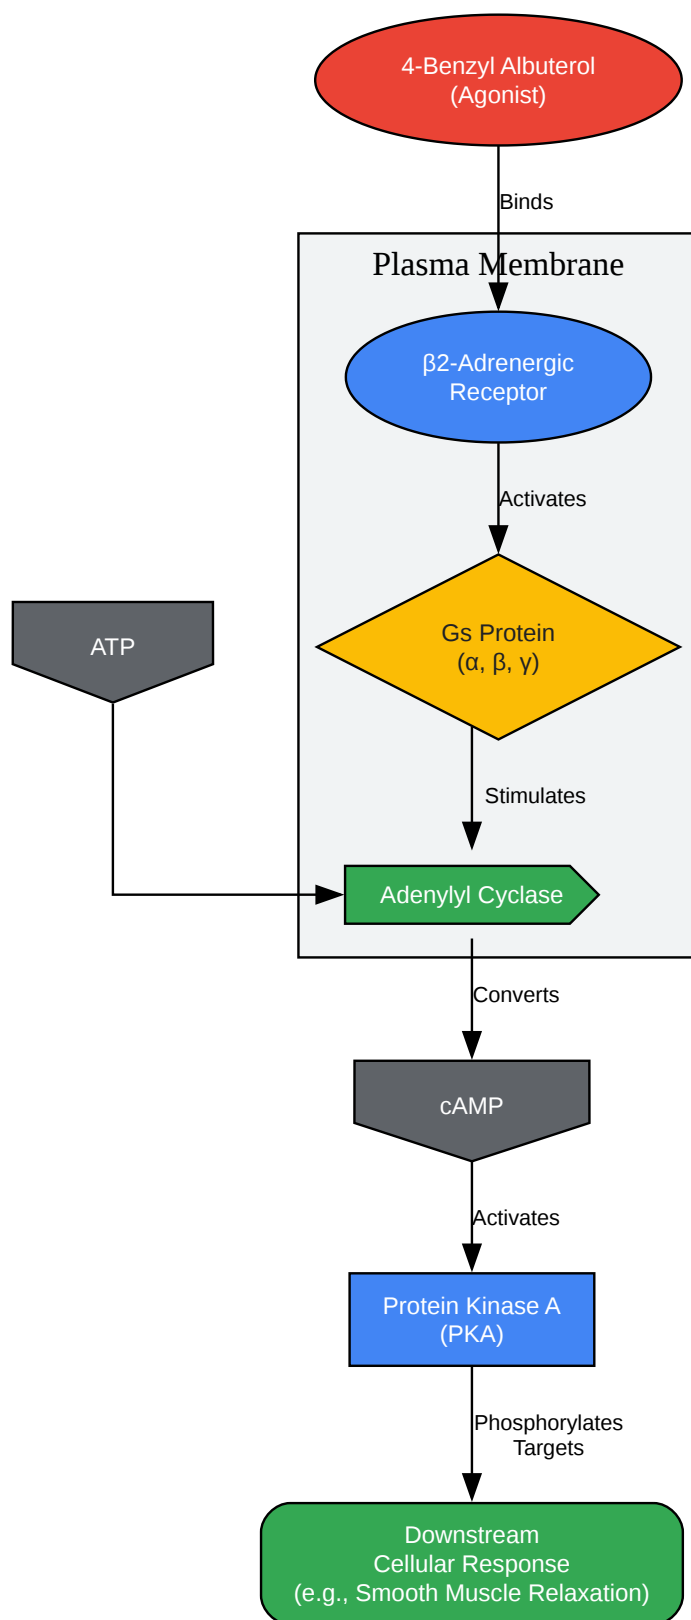 4-Benzyl Albuterol
(Agonist)
Binds
Plasma Membrane
β2-Adrenergic
Receptor
Activates
Gs Protein
(α, β, γ)
ATP
Stimulates
Adenylyl Cyclase
Converts
cAMP
Activates
Protein Kinase A
(PKA)
Phosphorylates
Targets
Downstream
Cellular Response
(e.g., Smooth Muscle Relaxation)